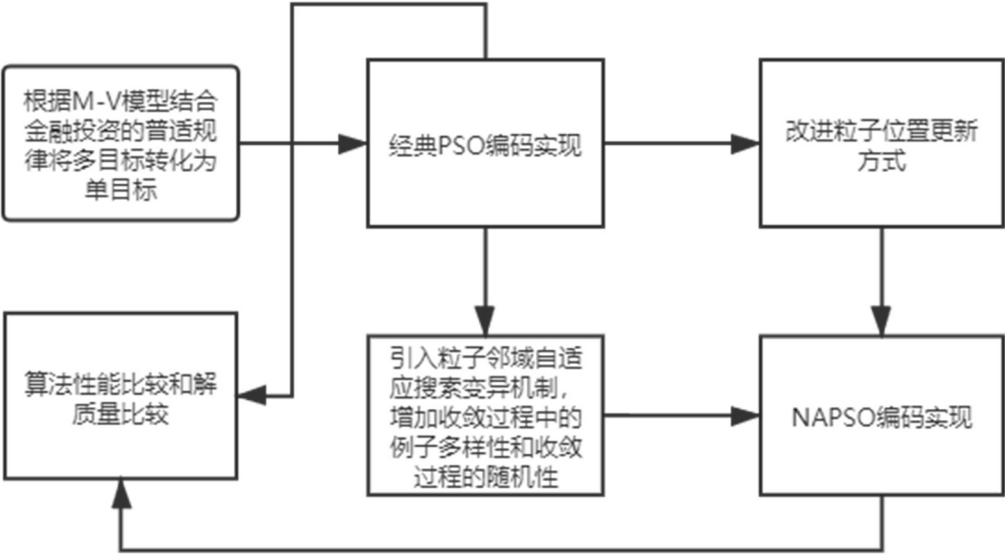 根据M-V模型结合
金融投资的普适规
律将多目标转化为
单目标
经典PSO编码实现
改进粒子位置更新
方式
算法性能比较和解
质量比较
引入粒子邻域自适
应搜索变异机制,
增加收敛过程中的
例子多样性和收敛
过程的随机性
NAPSO编码实现